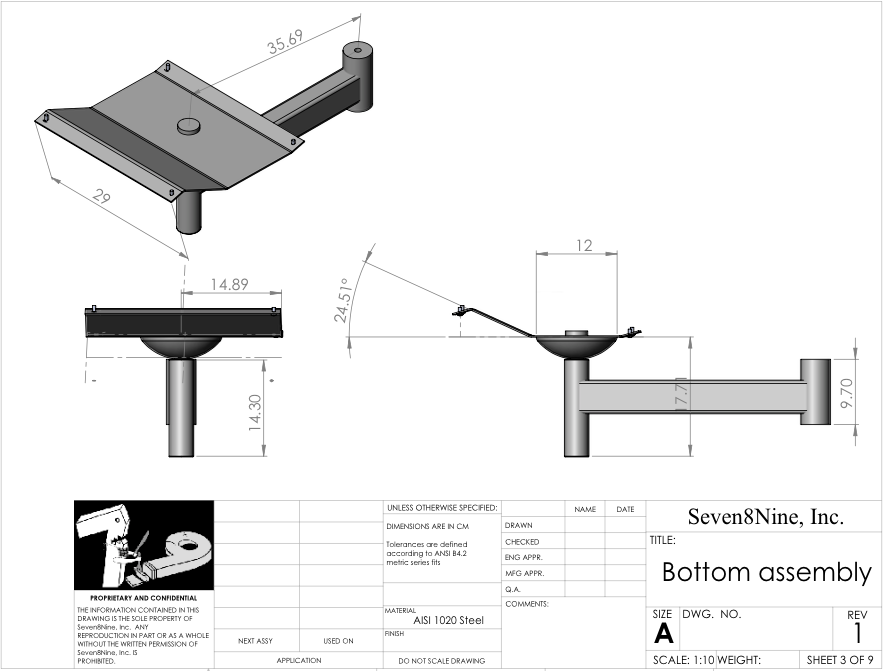 35.69
29
14.89
14.30
24.51°
12
17.71
9.70
PROPRIETARY AND CONFIDENTIAL
THE INFORMATION CONTAINED IN THIS
DRAWING IS THE SOLE PROPERTY OF
Seven8Nine, Inc. ANY
REPRODUCTION IN PART OR AS A WHOLE
WITHOUT THE WRITTEN PERMISSION OF
Seven8Nine, Inc. IS
PROHIBITED.
NEXT ASSY
USED ON
APPLICATION
UNLESS OTHERWISE SPECIFIED:
DIMENSIONS ARE IN CM
Tolerances are defined
according to ANSI B4.2
metric series fits
MATERIAL
AISI 1020 Steel
FINISH
DO NOT SCALE DRAWING
NAME
DATE
DRAWN
CHECKED
ENG APPR.
MFG APPR.
Q.A.
COMMENTS:
Seven8Nine, Inc.
TITLE:
Bottom assembly
SIZE
A
DWG. NO.
REV
1
SCALE: 1:10
WEIGHT:
SHEET 3 OF 9